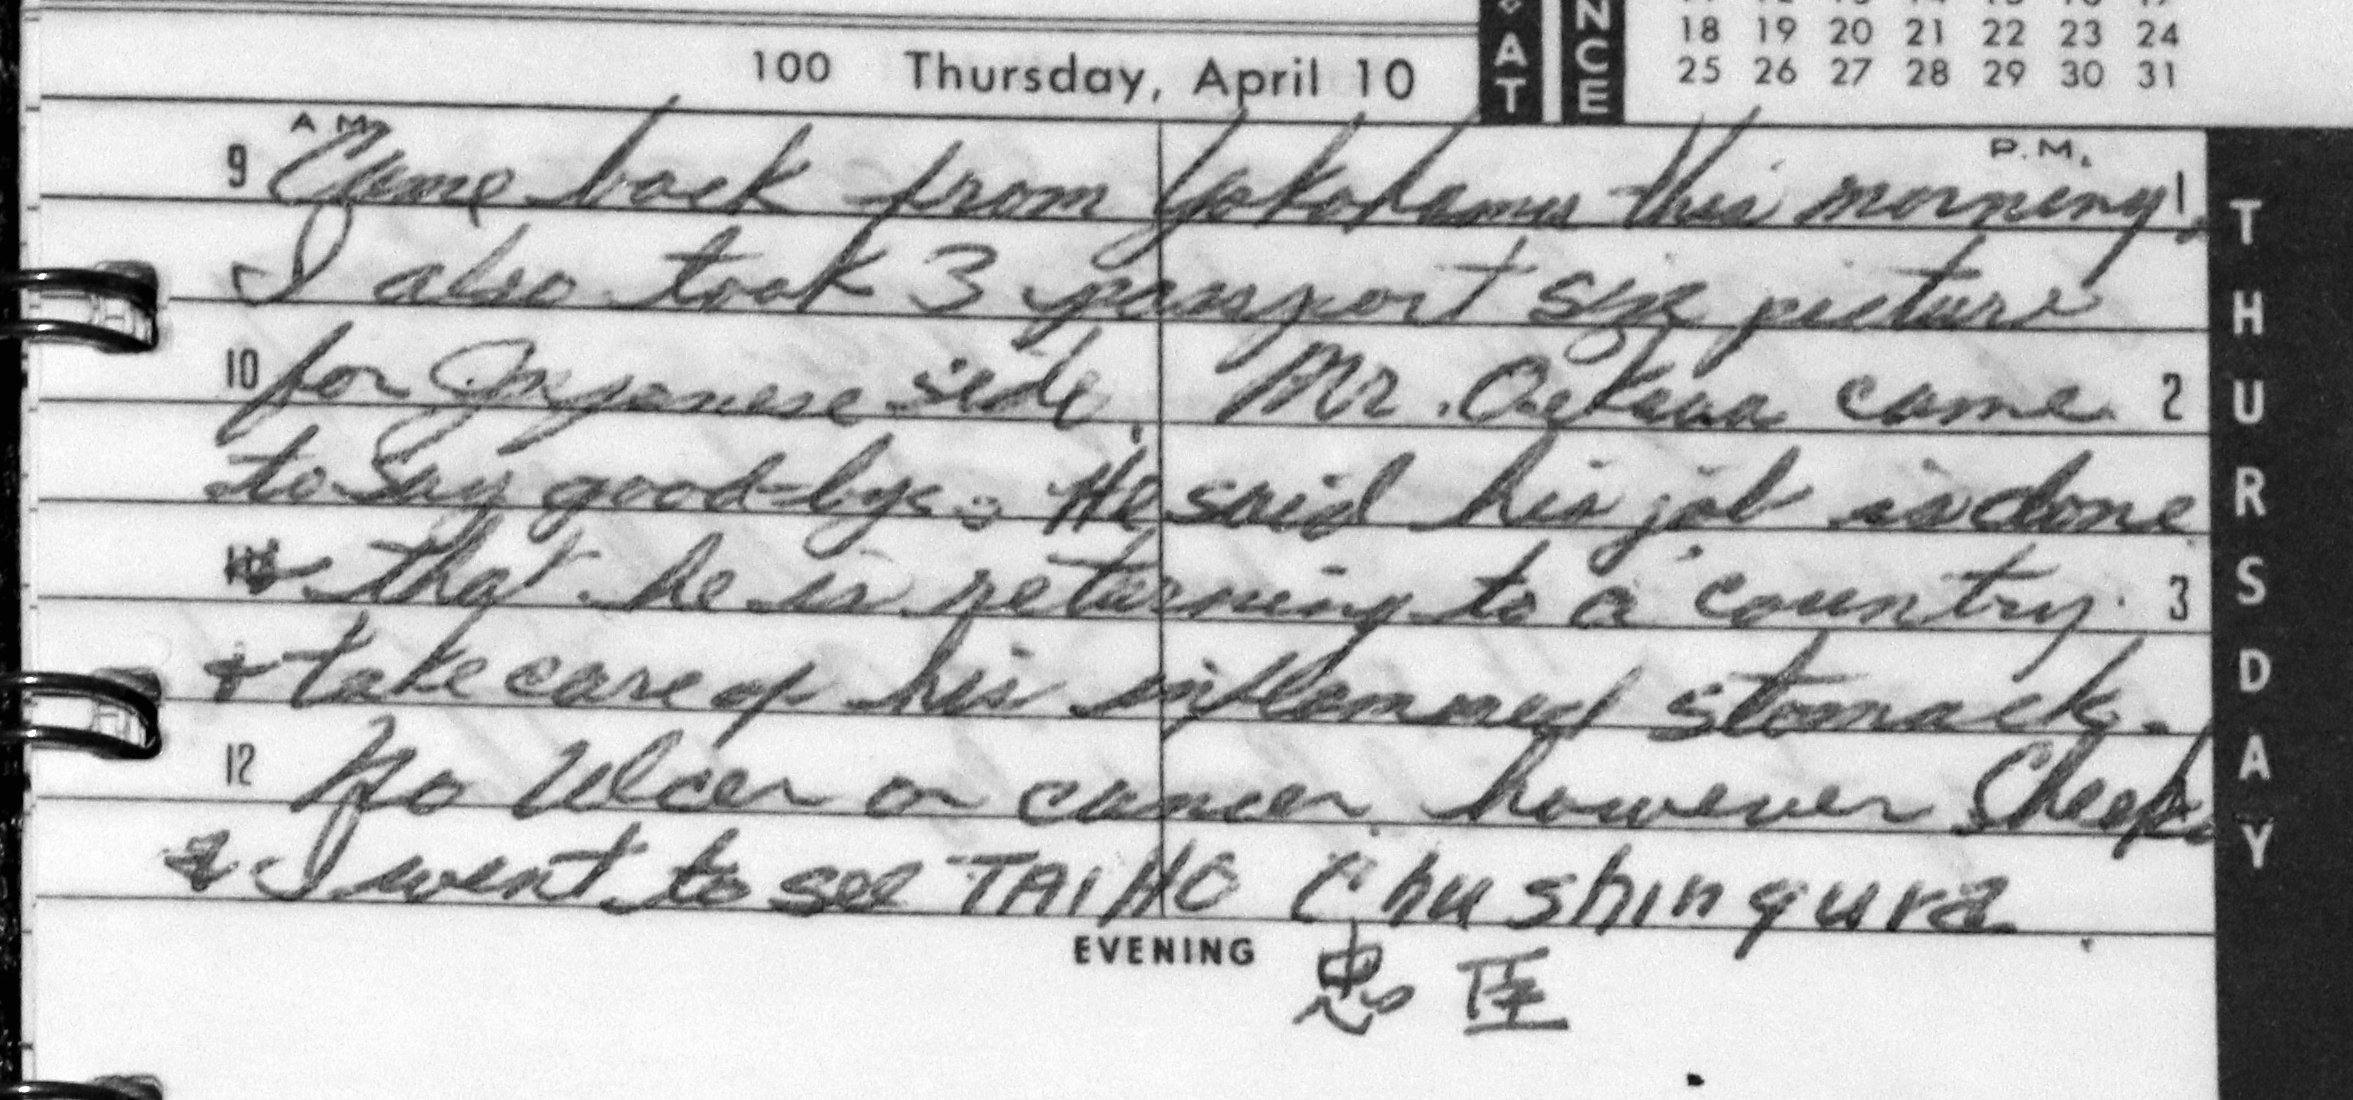 AT
NCE
18 19 20 21 22 23 24
25 26 27 28 29 30 31
100 Thursday, April 10
A.M. P.M.
9 Came back from Yokohama this morning. 1
I also took 3 passport size picture
10 for Japanese side. Mr. came 2
to say good-bye. He said his job is done
that he is returning to a country 3
+ take care of his inflammed stomack.
12 No Ulcer or cancer however
& I went to see TAIHO Chushingura
EVENING
忠臣
THURSDAY